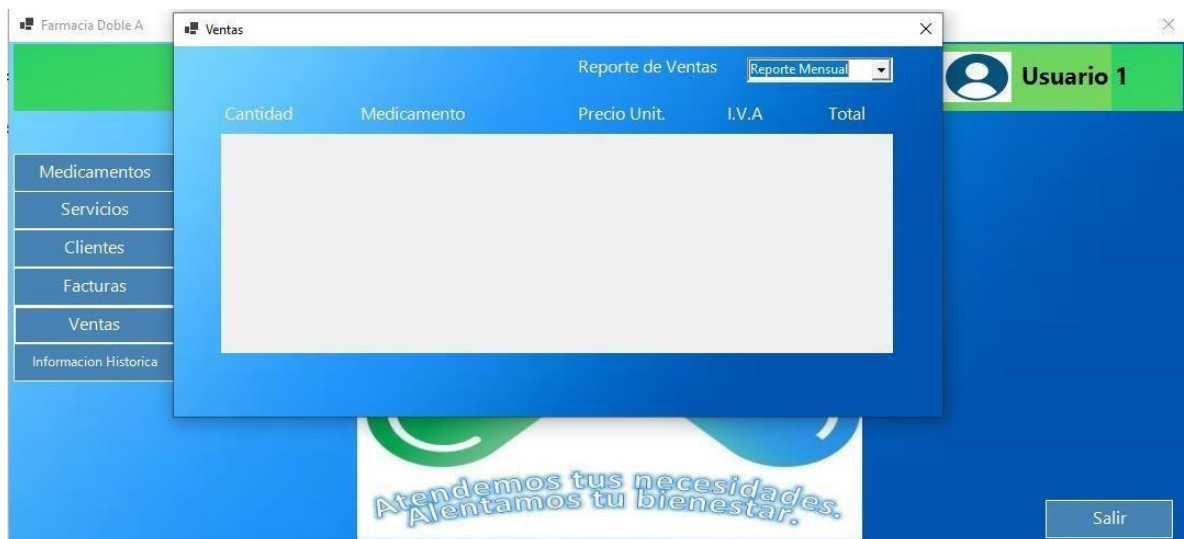 Farmacia Doble A
Ventas
Reporte de Ventas Reporte Mensual
Usuario 1
Cantidad Medicamento Precio Unit. I.V.A Total
Medicamentos
Servicios
Clientes
Facturas
Ventas
Informacion Historica
Atendemos tus necesidades.
Alentamos tu bienestar.
Salir